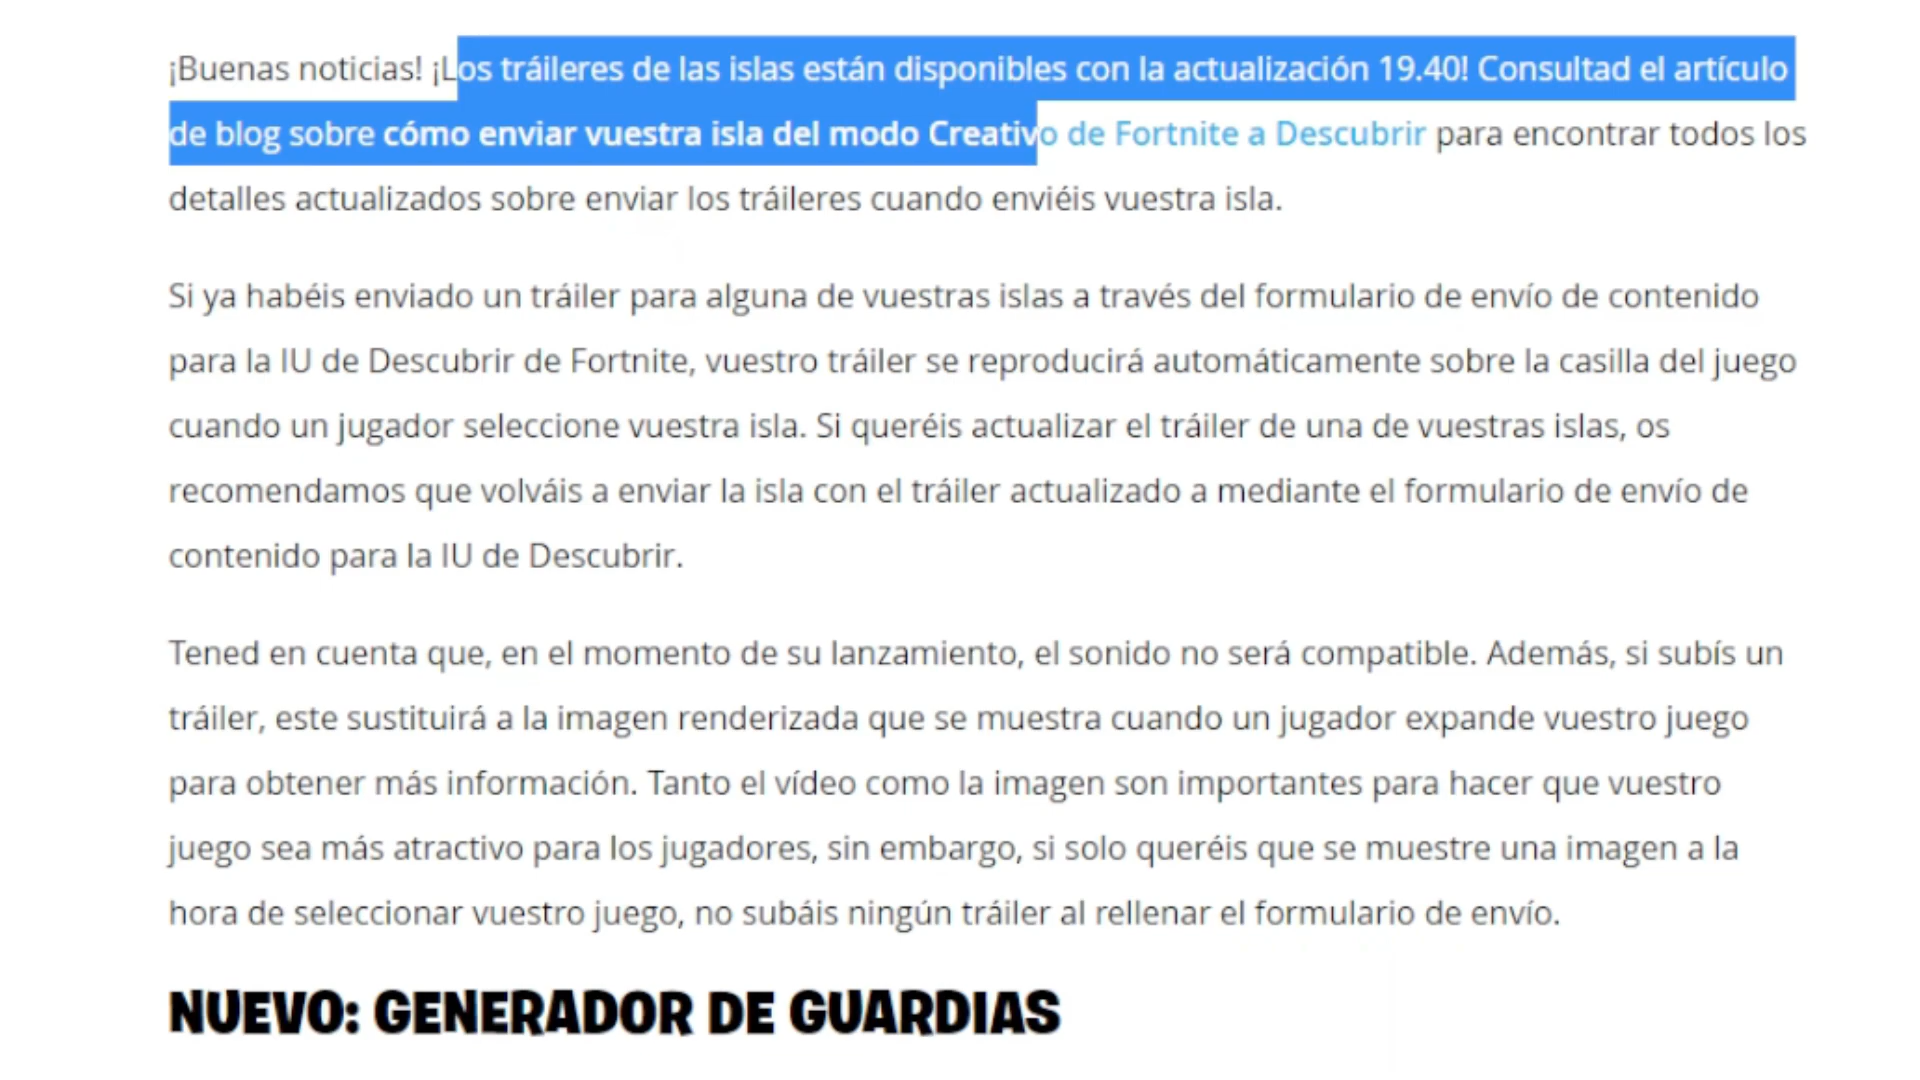 ¡Buenas noticias! ¡Los tráileres de las islas están disponibles con la actualización 19.40! Consultad el artículo
de blog sobre cómo enviar vuestra isla del modo Creativo de Fortnite a Descubrir para encontrar todos los
detalles actualizados sobre enviar los tráileres cuando enviéis vuestra isla.
Si ya habéis enviado un tráiler para alguna de vuestras islas a través del formulario de envío de contenido
para la IU de Descubrir de Fortnite, vuestro tráiler se reproducirá automáticamente sobre la casilla del juego
cuando un jugador seleccione vuestra isla. Si queréis actualizar el tráiler de una de vuestras islas, os
recomendamos que volváis a enviar la isla con el tráiler actualizado a mediante el formulario de envío de
contenido para la IU de Descubrir.
Tened en cuenta que, en el momento de su lanzamiento, el sonido no será compatible. Además, si subís un
tráiler, este sustituirá a la imagen renderizada que se muestra cuando un jugador expande vuestro juego
para obtener más información. Tanto el vídeo como la imagen son importantes para hacer que vuestro
juego sea más atractivo para los jugadores, sin embargo, si solo queréis que se muestre una imagen a la
hora de seleccionar vuestro juego, no subáis ningún tráiler al rellenar el formulario de envío.
NUEVO: GENERADOR DE GUARDIAS